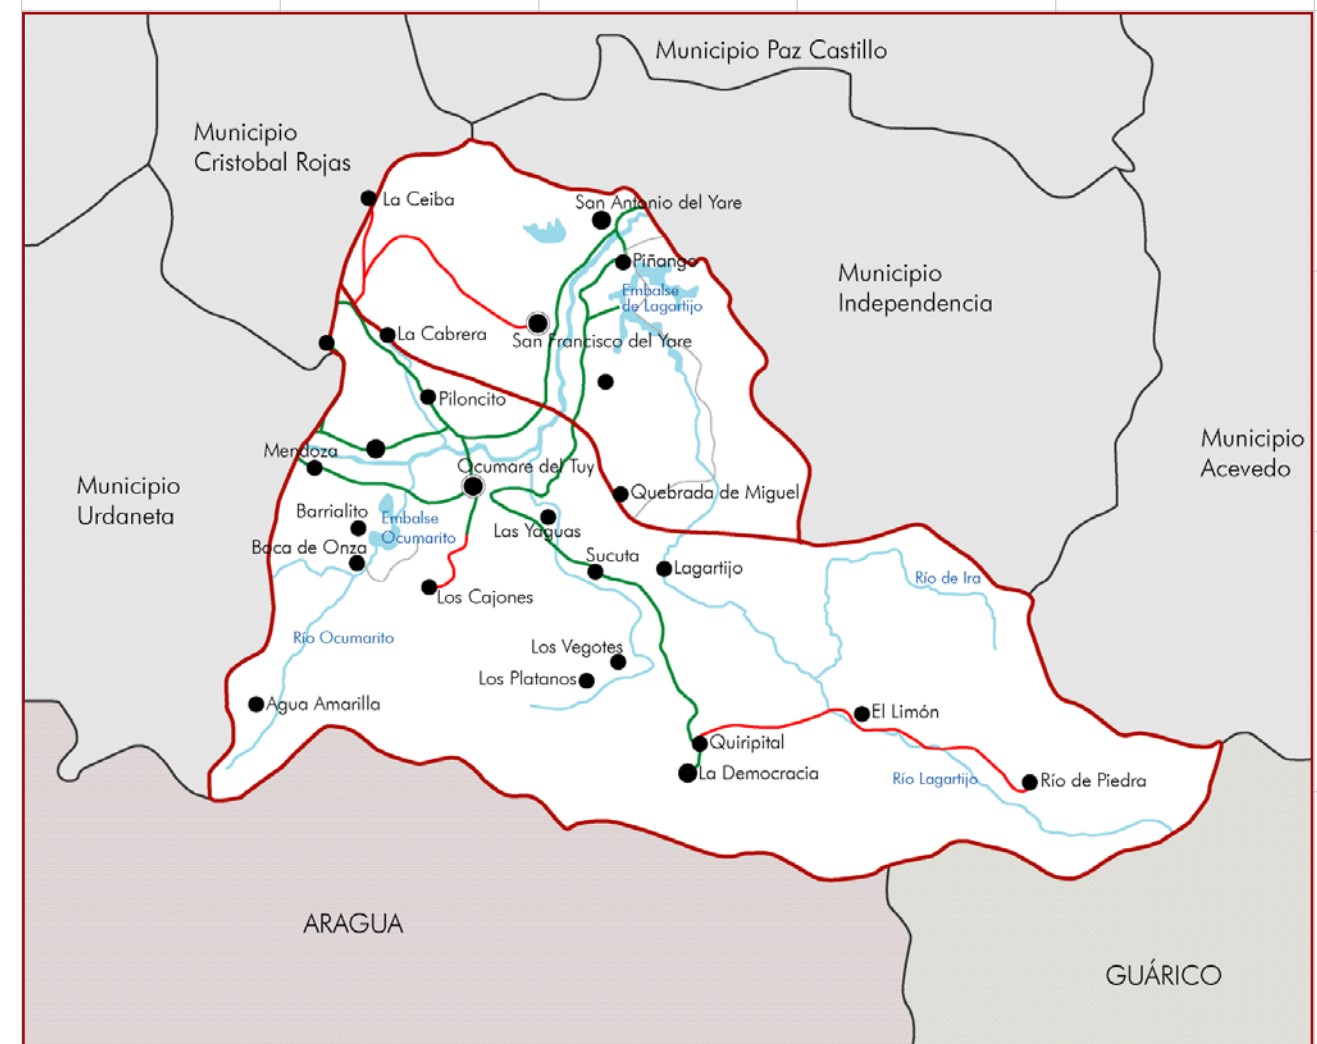 Municipio Paz Castillo
Municipio
Cristobal Rojas
La Ceiba
San Antonio del Yare
Piñango
Municipio
Independencia
Embalse
de Lagartijo
La Cabrera
San Francisco del Yare
Piloncito
Mendoza
Ocumare del Tuy
Municipio
Acevedo
Municipio
Urdaneta
Quebrada de Miguel
Barrialito
Embalse
Ocumarito
Las Yaguas
Boca de Onza
Sucuta
Lagartijo
Río de Ira
Los Cajones
Río Ocumarito
Los Vegotes
Los Platanos
Agua Amarilla
El Limón
Quiripital
La Democracia
Río Lagartijo
Río de Piedra
ARAGUA
GUÁRICO